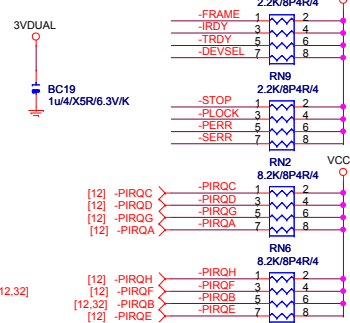 2.2K/8P4R/4
-FRAME 1 2
-IRDY 3 4
-TRDY 5 6
-DEVSEL 7 8
3VDUAL
BC19
1u/4/X5R/6.3V/K
RN9
2.2K/8P4R/4
-STOP 1 2
-PLOCK 3 4
-PERR 5 6
-SERR 7 8
RN2
8.2K/8P4R/4
VCC
[12] -PIRQC -PIRQC 1 2
[12] -PIRQD -PIRQD 3 4
[12] -PIRQG -PIRQG 5 6
[12] -PIRQA -PIRQA 7 8
RN6
8.2K/8P4R/4
[12] -PIRQH -PIRQH 1 2
12,32] [12] -PIRQF -PIRQF 3 4
[12,32] -PIRQB -PIRQB 5 6
[12] -PIRQE -PIRQE 7 8